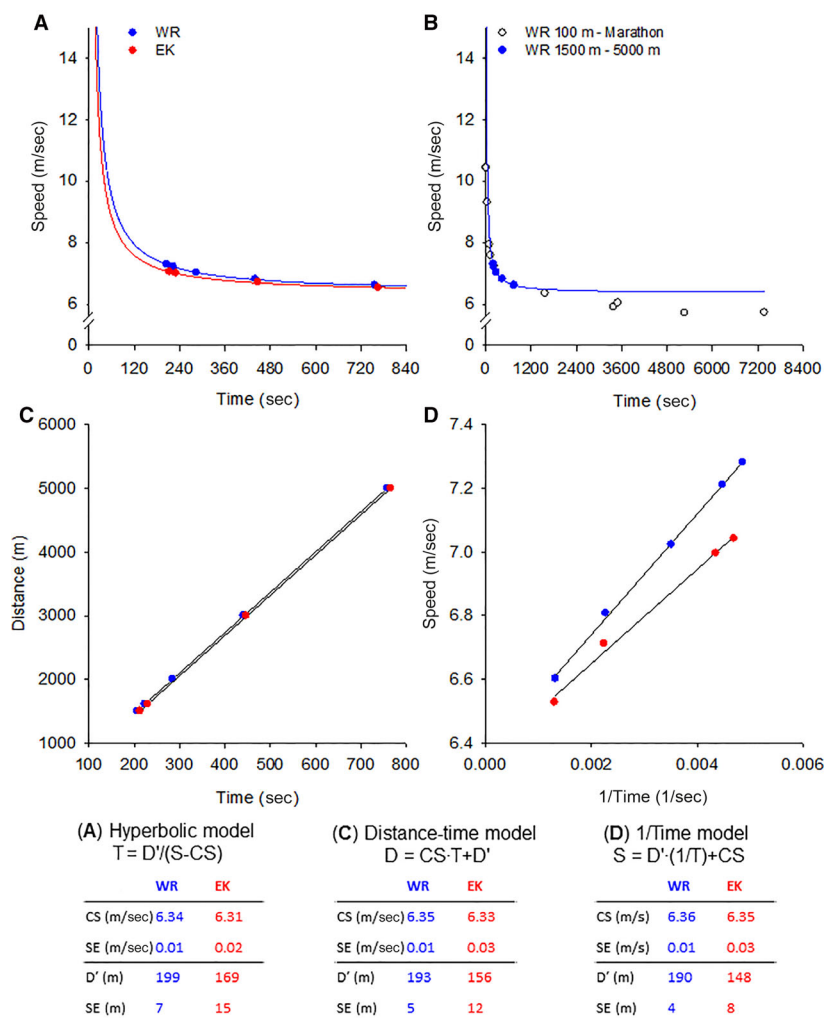 A
WR
EK
14
12
10
8
6
0
Speed (m/sec)
0 120 240 360 480 600 720 840
Time (sec)
B
WR 100 m - Marathon
WR 1500 m - 5000 m
14
12
10
8
6
0
Speed (m/sec)
0 1200 2400 3600 4800 6000 7200 8400
Time (sec)
C
6000
5000
4000
3000
2000
1000
Distance (m)
100 200 300 400 500 600 700 800
Time (sec)
D
7.4
7.2
7.0
6.8
6.6
6.4
Speed (m/sec)
0.000 0.002 0.004 0.006
1/Time (1/sec)
(A) Hyperbolic model
T = D'/(S-CS)
WR EK
CS (m/sec) 6.34 6.31
SE (m/sec) 0.01 0.02
D′ (m) 199 169
SE (m) 7 15
(C) Distance-time model
D = CS·T+D'
WR EK
CS (m/sec) 6.35 6.33
SE (m/sec) 0.01 0.03
D′ (m) 193 156
SE (m) 5 12
(D) 1/Time model
S = D'·(1/T)+CS
WR EK
CS (m/s) 6.36 6.35
SE (m/s) 0.01 0.03
D′ (m) 190 148
SE (m) 4 8